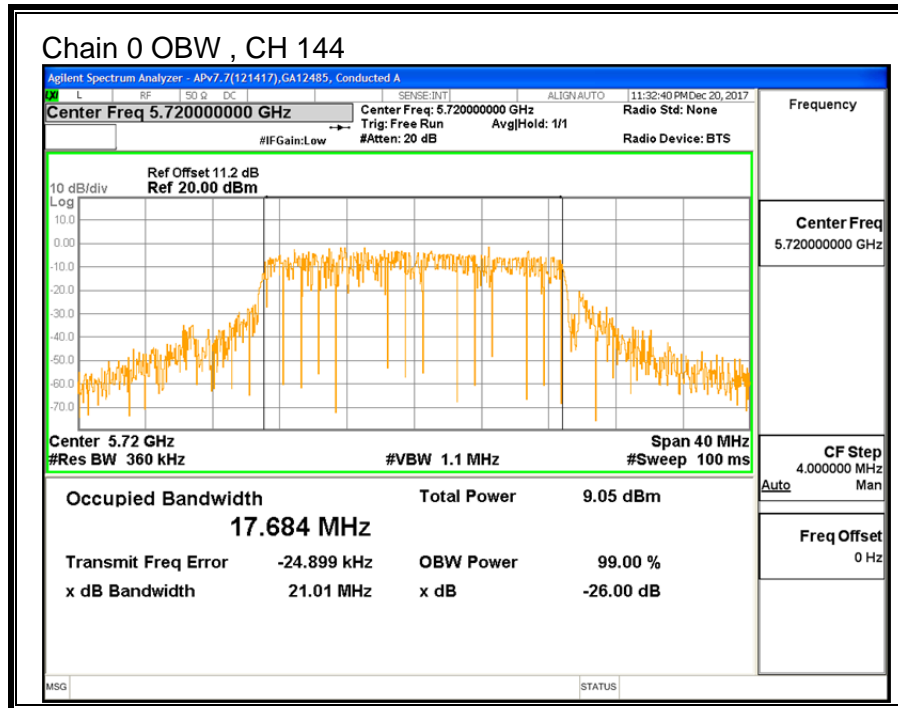 Chain 0 OBW , CH 144
Agilent Spectrum Analyzer - APv7.7(121417),GA12485, Conducted A
L RF 50 Ω DC SENSE:INT ALIGN AUTO 11:32:40 PM Dec 20, 2017
Center Freq 5.720000000 GHz Center Freq: 5.720000000 GHz Radio Std: None
Trig: Free Run Avg|Hold: 1/1
#IFGain:Low #Atten: 20 dB Radio Device: BTS
Ref Offset 11.2 dB
10 dB/div Ref 20.00 dBm
Log
10.0
0.00
-10.0
-20.0
-30.0
-40.0
-50.0
-60.0
-70.0
Center 5.72 GHz Span 40 MHz
#Res BW 360 kHz #VBW 1.1 MHz #Sweep 100 ms
Occupied Bandwidth Total Power 9.05 dBm
17.684 MHz
Transmit Freq Error -24.899 kHz OBW Power 99.00 %
x dB Bandwidth 21.01 MHz x dB -26.00 dB
MSG STATUS
Frequency
Center Freq
5.720000000 GHz
CF Step
4.000000 MHz
Auto Man
Freq Offset
0 Hz